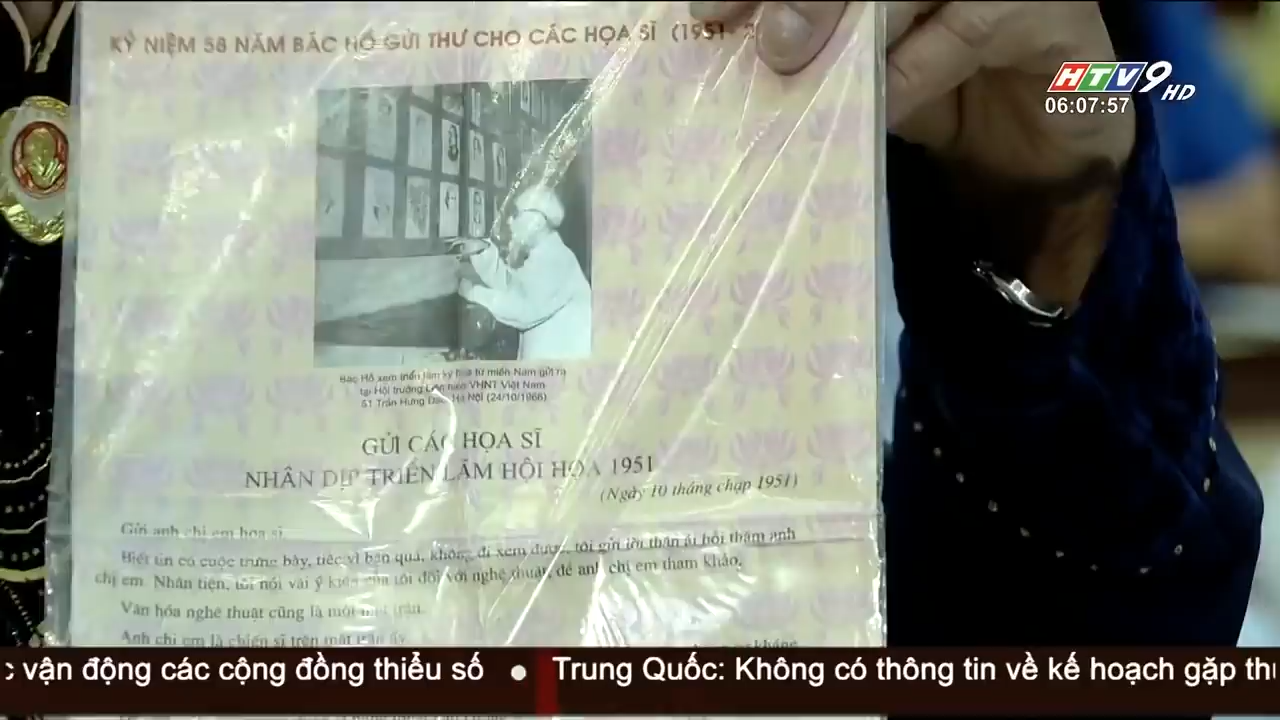 KỶ NIỆM 58 NĂM BÁC HỒ GỬI THƯ CHO CÁC HỌA SĨ (1951-
HTV9 HD
06:07:57
Bác Hồ xem triển lãm ký họa từ miền Nam gửi ra
tại Hội trường Liên hiệp VHNT Việt Nam
51 Trần Hưng Đạo, Hà Nội (24/10/1966)
GỬI CÁC HỌA SĨ
NHÂN DỊP TRIỂN LÃM HỘI HỌA 1951
(Ngày 10 tháng chạp 1951)
Gửi anh chị em họa sĩ
Biết tin có cuộc trưng bày, tiếc vì bận quá, không đi xem được, tôi gửi lời thân ái hỏi thăm anh
chị em. Nhân tiện, tôi nói vài ý kiến của tôi đối với nghệ thuật, để anh chị em tham khảo.
Văn hóa nghệ thuật cũng là một mặt trận.
Anh chị em là chiến sĩ trên mặt trận ấy.
c vận động các cộng đồng thiểu số ● Trung Quốc: Không có thông tin về kế hoạch gặp thư